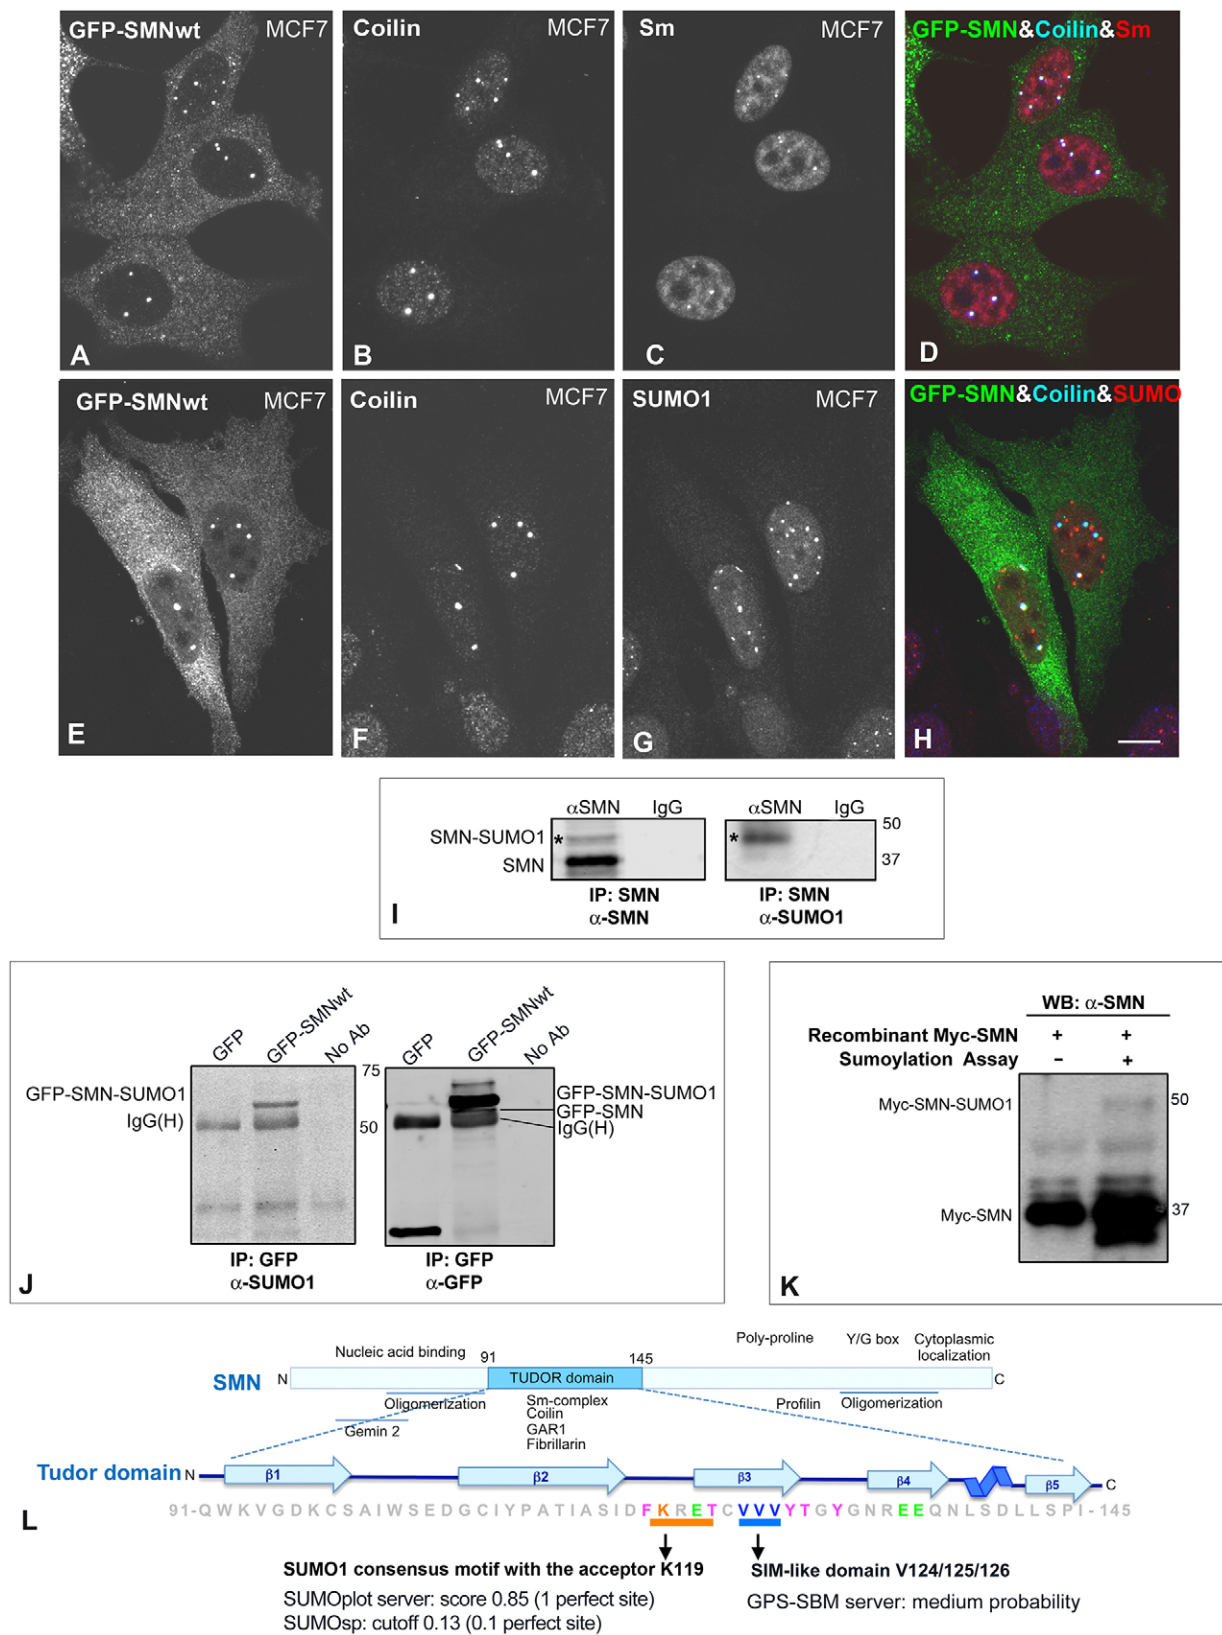 GFP-SMNwt MCF7
Coilin MCF7
Sm MCF7
GFP-SMN&Coilin&Sm
A
B
C
D
GFP-SMNwt MCF7
Coilin MCF7
SUMO1 MCF7
GFP-SMN&Coilin&SUMO
E
F
G
H
αSMN IgG
αSMN IgG
50
SMN-SUMO1 *
*
SMN
37
IP: SMN
α-SMN
IP: SMN
α-SUMO1
I
GFP
GFP-SMNwt
No Ab
GFP
GFP-SMNwt
No Ab
75
GFP-SMN-SUMO1
IgG(H)
50
GFP-SMN-SUMO1
GFP-SMN
IgG(H)
IP: GFP
α-SUMO1
IP: GFP
α-GFP
J
WB: α-SMN
Recombinant Myc-SMN + +
Sumoylation Assay − +
Myc-SMN-SUMO1
50
Myc-SMN
37
K
Nucleic acid binding
91
145
Poly-proline
Y/G box
Cytoplasmic
localization
SMN
N
TUDOR domain
C
Oligomerization
Gemin 2
Sm-complex
Coilin
GAR1
Fibrillarin
Profilin
Oligomerization
Tudor domain
N
β1
β2
β3
β4
β5
C
91-QWKVGDKCSAIWSEDGCIYPATIASIDFKRETCVVVYTGYGNREEQNLSDLLSPI-145
L
SUMO1 consensus motif with the acceptor K119
SUMOplot server: score 0.85 (1 perfect site)
SUMOsp: cutoff 0.13 (0.1 perfect site)
SIM-like domain V124/125/126
GPS-SBM server: medium probability